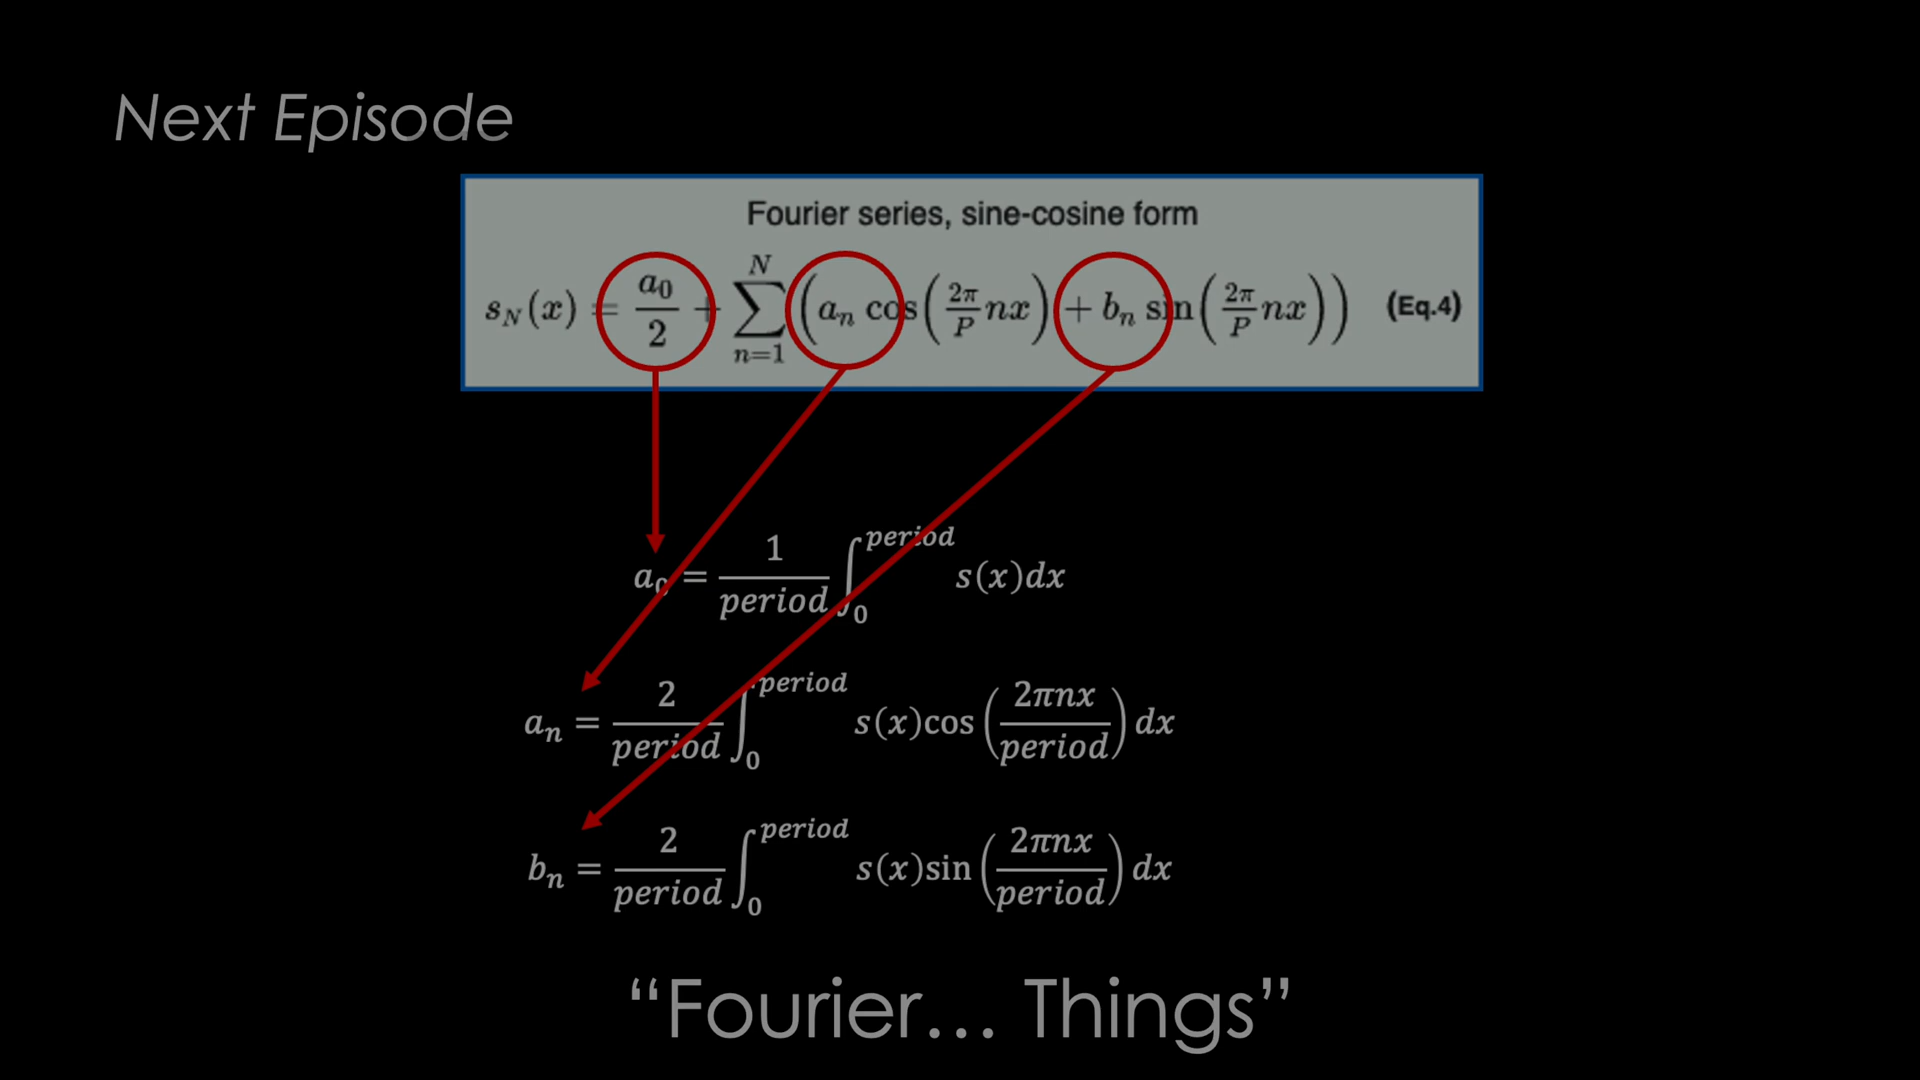 Next Episode
Fourier series, sine-cosine form
s_N(x) = a_0/2 + ∑_{n=1}^{N} (a_n cos(2π/P nx) + b_n sin(2π/P nx)) (Eq.4)
a_0 = 1/period ∫_0^{period} s(x)dx
a_n = 2/period ∫_0^{period} s(x)cos(2πnx/period) dx
b_n = 2/period ∫_0^{period} s(x)sin(2πnx/period) dx
“Fourier… Things”